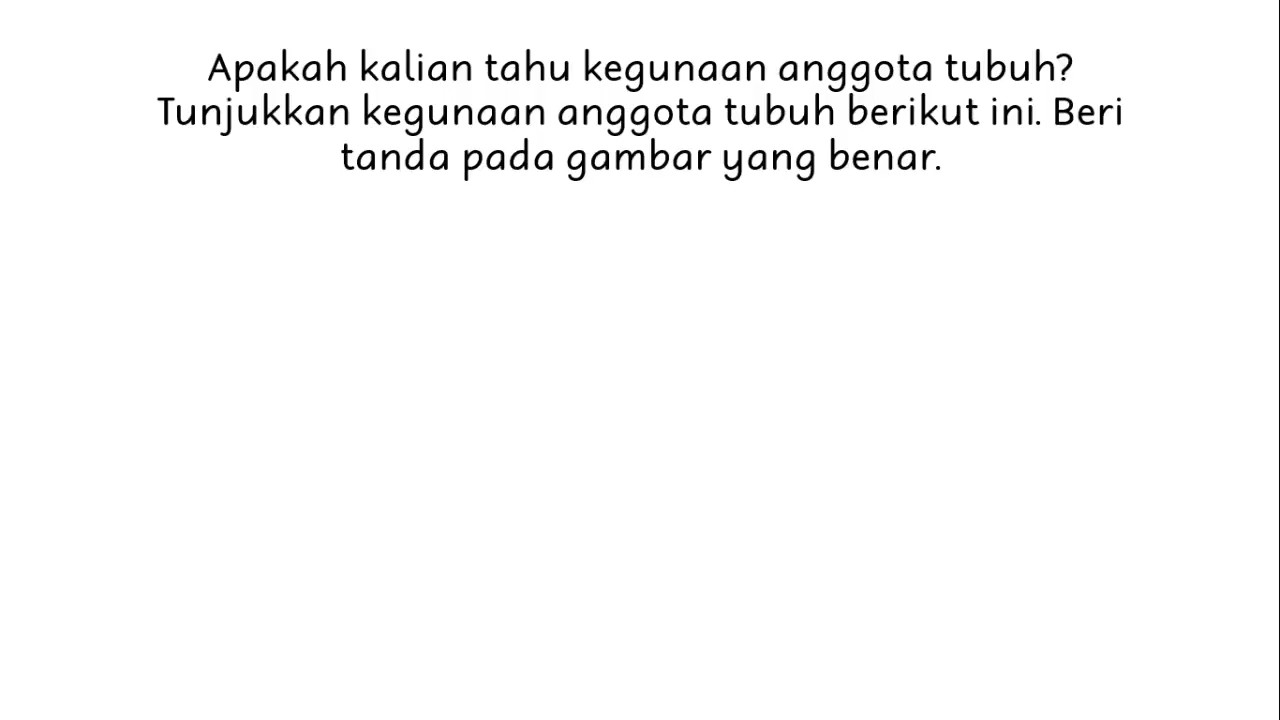 Apakah kalian tahu kegunaan anggota tubuh?
Tunjukkan kegunaan anggota tubuh berikut ini. Beri
tanda pada gambar yang benar.